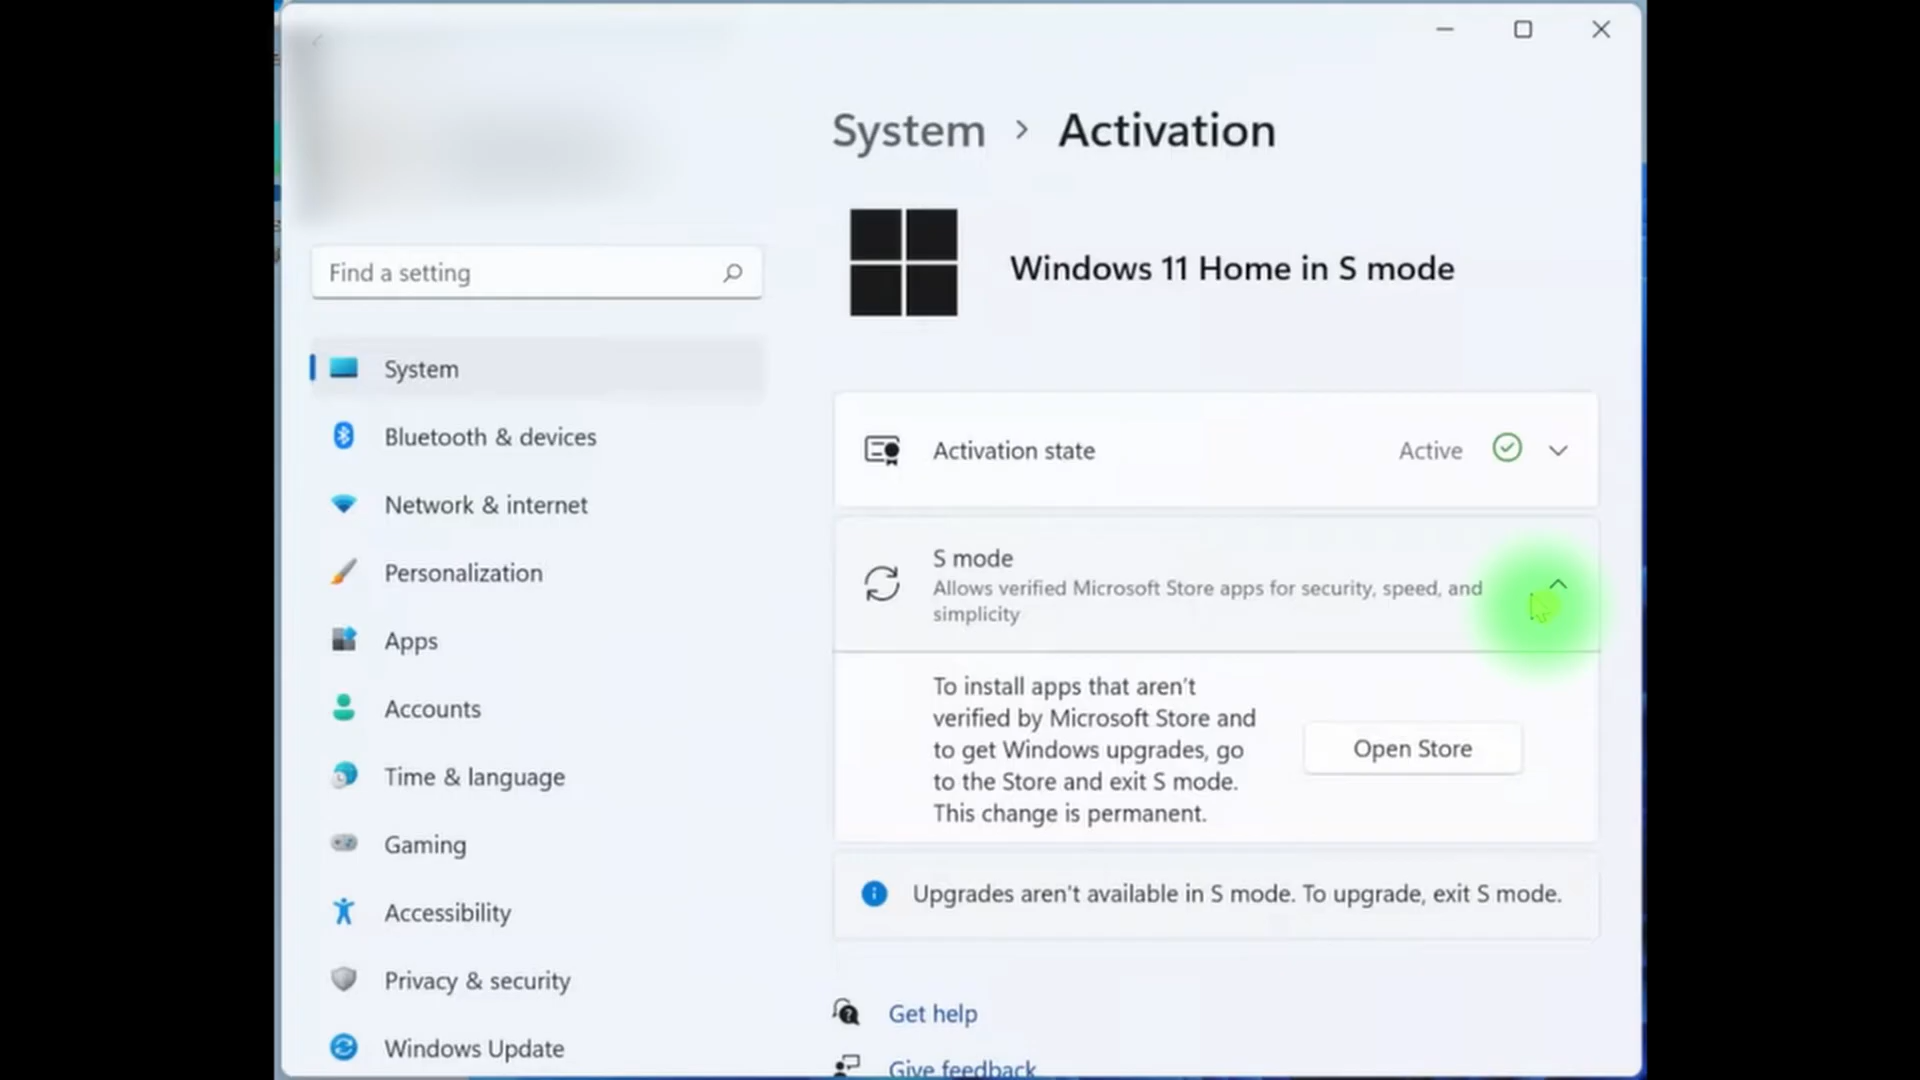 System > Activation
Windows 11 Home in S mode
Find a setting
System
Bluetooth & devices
Network & internet
Personalization
Apps
Accounts
Time & language
Gaming
Accessibility
Privacy & security
Windows Update
Activation state
Active
S mode
Allows verified Microsoft Store apps for security, speed, and
simplicity
To install apps that aren't
verified by Microsoft Store and
to get Windows upgrades, go
to the Store and exit S mode.
This change is permanent.
Open Store
Upgrades aren't available in S mode. To upgrade, exit S mode.
Get help
Give feedback